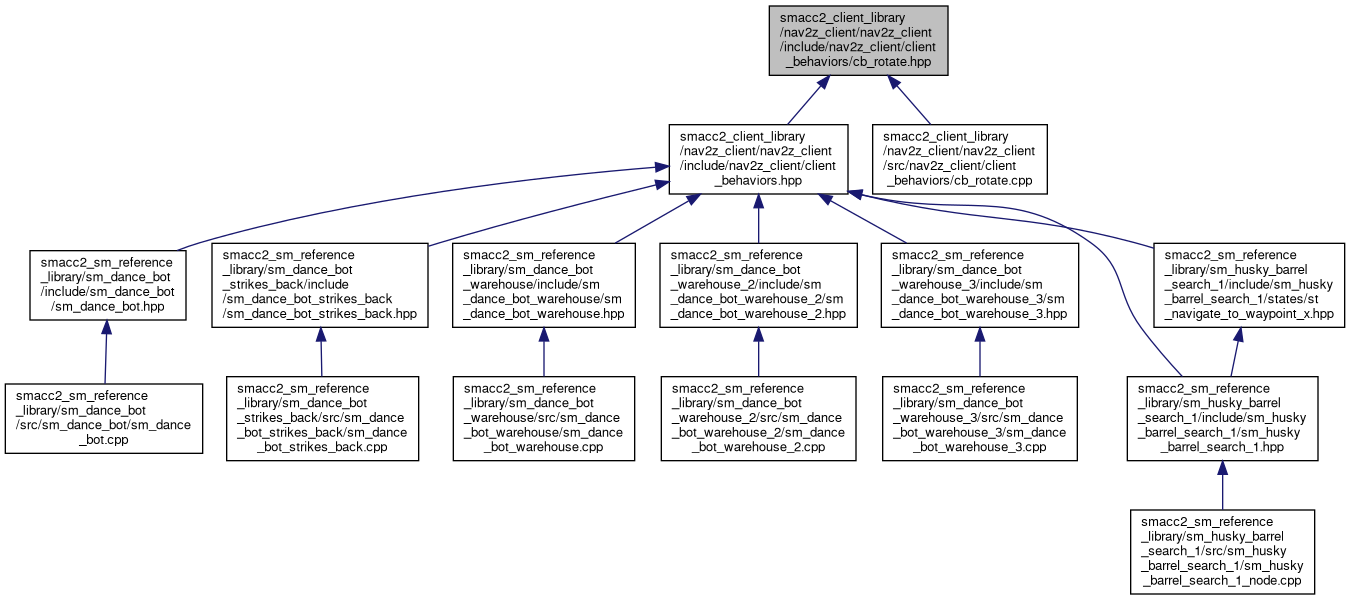 smacc2_client_library
/nav2z_client/nav2z_client
/include/nav2z_client/client
_behaviors/cb_rotate.hpp
smacc2_client_library
/nav2z_client/nav2z_client
/include/nav2z_client/client
_behaviors.hpp
smacc2_client_library
/nav2z_client/nav2z_client
/src/nav2z_client/client
_behaviors/cb_rotate.cpp
smacc2_sm_reference
_library/sm_dance_bot
/include/sm_dance_bot
/sm_dance_bot.hpp
smacc2_sm_reference
_library/sm_dance_bot
_strikes_back/include
/sm_dance_bot_strikes_back
/sm_dance_bot_strikes_back.hpp
smacc2_sm_reference
_library/sm_dance_bot
_warehouse/include/sm
_dance_bot_warehouse/sm
_dance_bot_warehouse.hpp
smacc2_sm_reference
_library/sm_dance_bot
_warehouse_2/include/sm
_dance_bot_warehouse_2/sm
_dance_bot_warehouse_2.hpp
smacc2_sm_reference
_library/sm_dance_bot
_warehouse_3/include/sm
_dance_bot_warehouse_3/sm
_dance_bot_warehouse_3.hpp
smacc2_sm_reference
_library/sm_husky_barrel
_search_1/include/sm_husky
_barrel_search_1/states/st
_navigate_to_waypoint_x.hpp
smacc2_sm_reference
_library/sm_dance_bot
/src/sm_dance_bot/sm_dance
_bot.cpp
smacc2_sm_reference
_library/sm_dance_bot
_strikes_back/src/sm_dance
_bot_strikes_back/sm_dance
_bot_strikes_back.cpp
smacc2_sm_reference
_library/sm_dance_bot
_warehouse/src/sm_dance
_bot_warehouse/sm_dance
_bot_warehouse.cpp
smacc2_sm_reference
_library/sm_dance_bot
_warehouse_2/src/sm_dance
_bot_warehouse_2/sm_dance
_bot_warehouse_2.cpp
smacc2_sm_reference
_library/sm_dance_bot
_warehouse_3/src/sm_dance
_bot_warehouse_3/sm_dance
_bot_warehouse_3.cpp
smacc2_sm_reference
_library/sm_husky_barrel
_search_1/include/sm_husky
_barrel_search_1/sm_husky
_barrel_search_1.hpp
smacc2_sm_reference
_library/sm_husky_barrel
_search_1/src/sm_husky
_barrel_search_1/sm_husky
_barrel_search_1_node.cpp